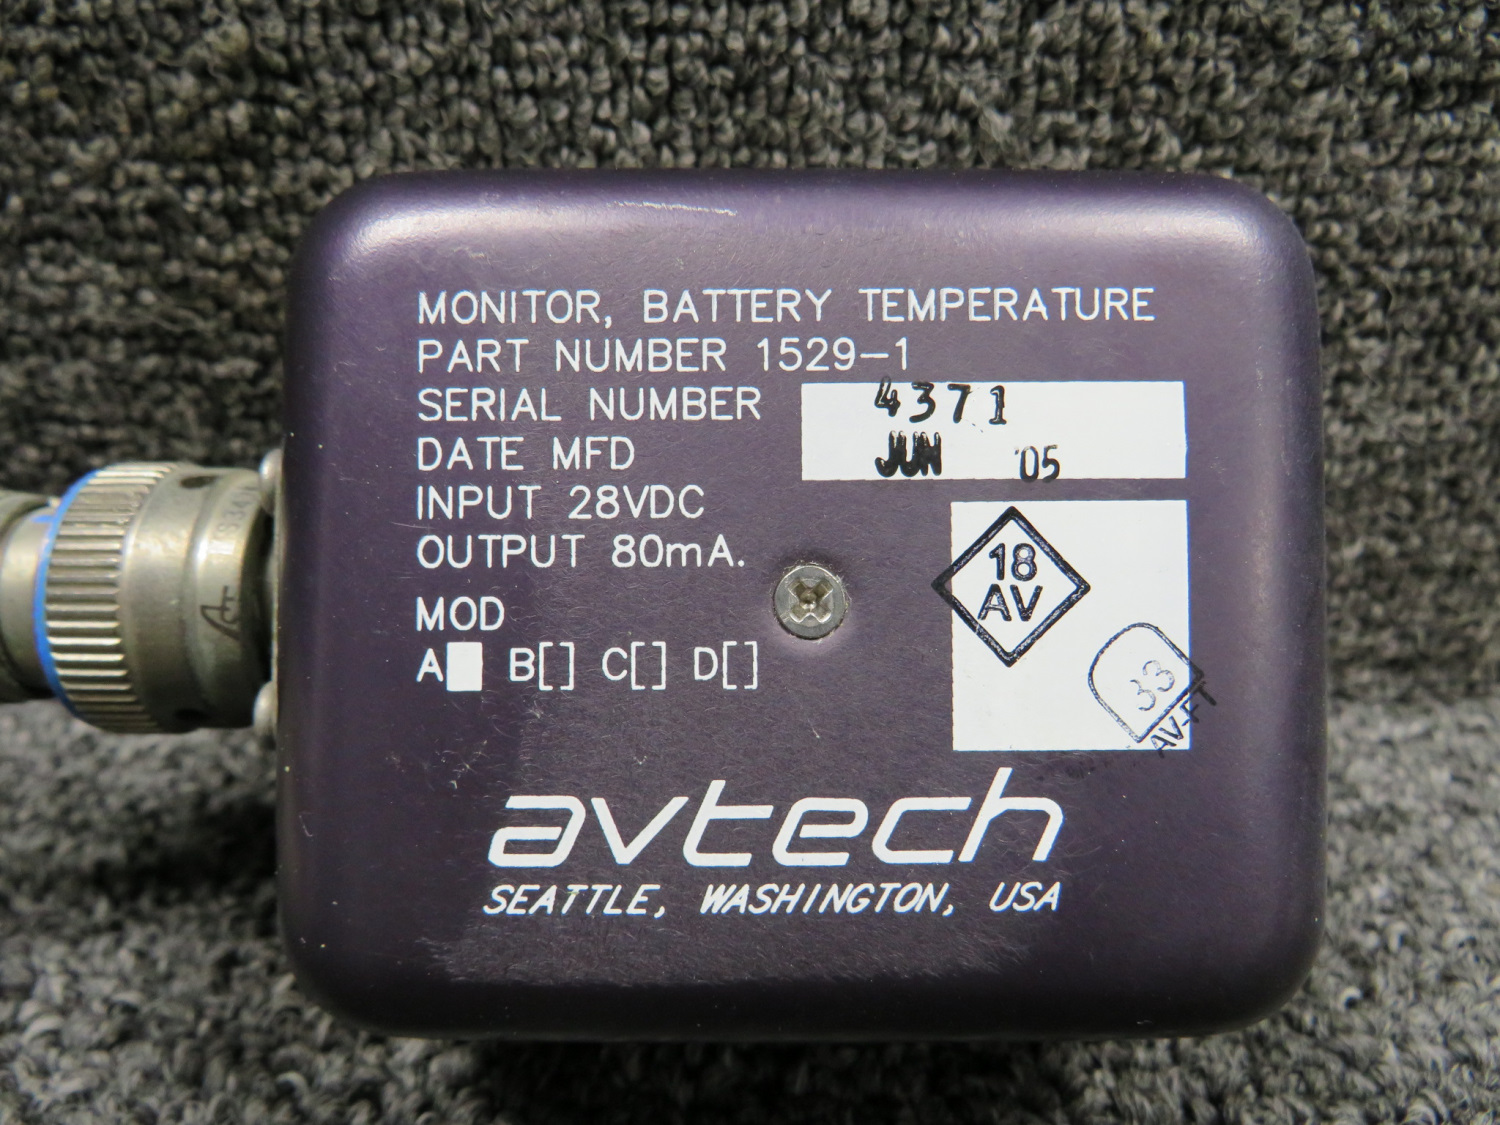 MONITOR, BATTERY TEMPERATURE
PART NUMBER 1529-1
SERIAL NUMBER 4371
DATE MFD JUN '05
INPUT 28VDC
OUTPUT 80mA.
MOD
A B[] C[] D[]
18
AV
33
AV-FT
avtech
SEATTLE, WASHINGTON, USA